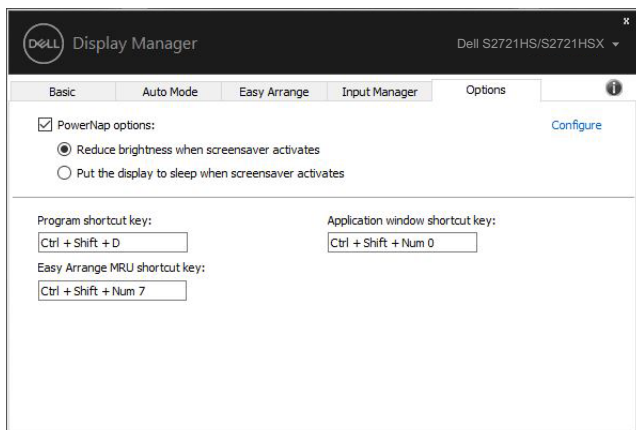 x
DELL Display Manager Dell S2721HS/S2721HSX
Basic Auto Mode Easy Arrange Input Manager Options i
PowerNap options: Configure
Reduce brightness when screensaver activates
Put the display to sleep when screensaver activates
Program shortcut key: Application window shortcut key:
Ctrl + Shift + D Ctrl + Shift + Num 0
Easy Arrange MRU shortcut key:
Ctrl + Shift + Num 7